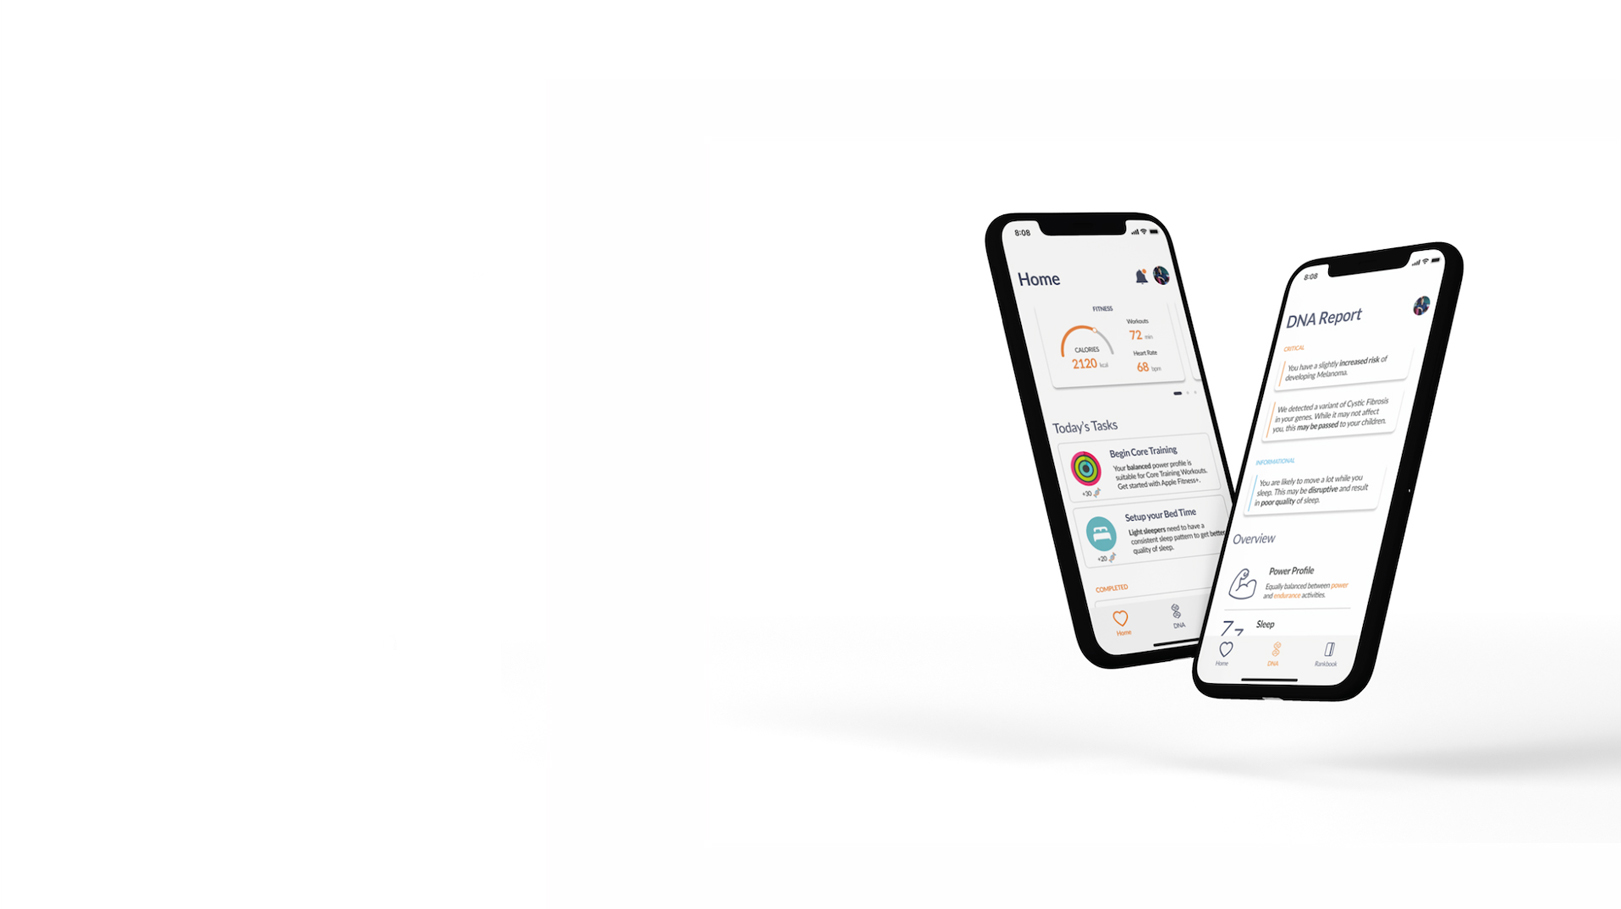 8:08
Home
FITNESS
CALORIES
2120 kcal
Workouts
72 min
Heart Rate
68 bpm
Today's Tasks
Begin Core Training
Your balanced power profile is
suitable for Core Training Workouts.
Get started with Apple Fitness+.
+30
Setup your Bed Time
Light sleepers need to have a
consistent sleep pattern to get better
quality of sleep.
+20
COMPLETED
Home
DNA
8:08
DNA Report
CRITICAL
You have a slightly increased risk of
developing Melanoma.
We detected a variant of Cystic Fibrosis
in your genes. While it may not affect
you, this may be passed to your children.
INFORMATIONAL
You are likely to move a lot while you
sleep. This may be disruptive and result
in poor quality of sleep.
Overview
Power Profile
Equally balanced between power
and endurance activities.
Sleep
Home
DNA
Rankbook